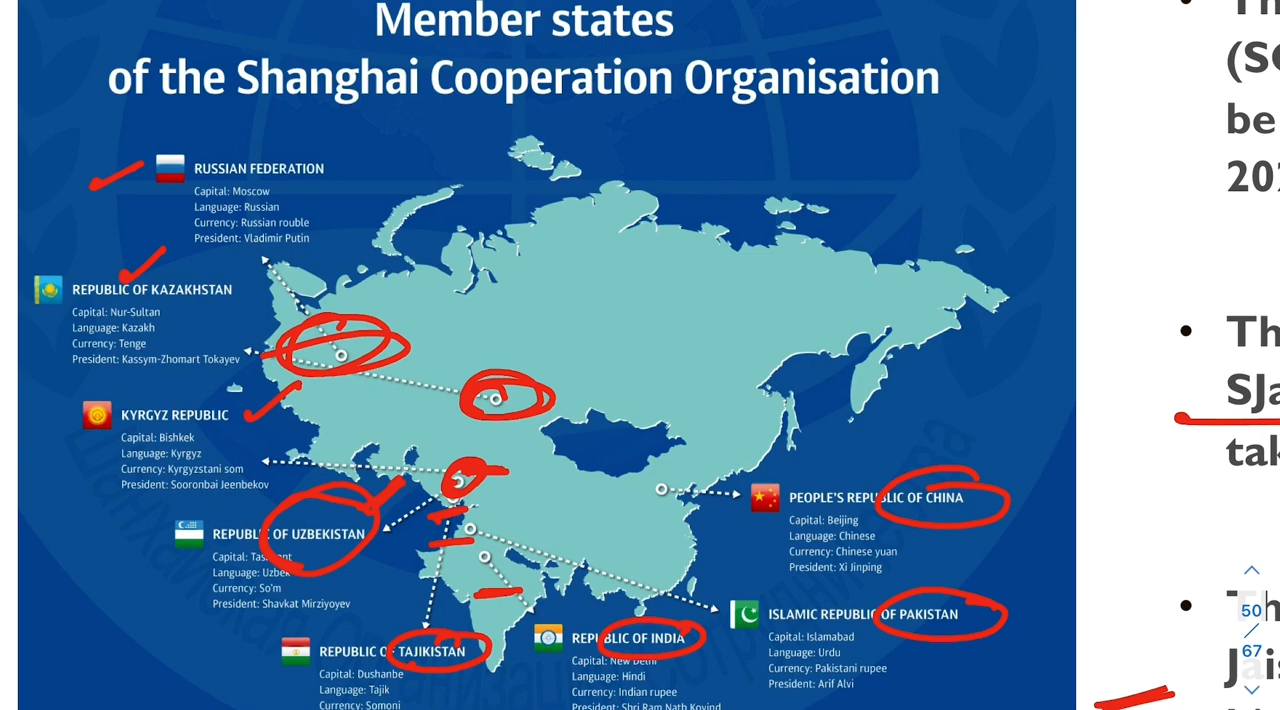 Member states
of the Shanghai Cooperation Organisation
RUSSIAN FEDERATION
Capital: Moscow
Language: Russian
Currency: Russian rouble
President: Vladimir Putin
REPUBLIC OF KAZAKHSTAN
Capital: Nur-Sultan
Language: Kazakh
Currency: Tenge
President: Kassym-Zhomart Tokayev
KYRGYZ REPUBLIC
Capital: Bishkek
Language: Kyrgyz
Currency: Kyrgyzstani som
President: Sooronbai Jeenbekov
REPUBLIC OF UZBEKISTAN
Capital: Tashkent
Language: Uzbek
Currency: So'm
President: Shavkat Mirziyoyev
REPUBLIC OF TAJIKISTAN
Capital: Dushanbe
Language: Tajik
Currency: Somoni
REPUBLIC OF INDIA
Capital: New Delhi
Language: Hindi
Currency: Indian rupee
President: Shri Ram Nath Kovind
PEOPLE'S REPUBLIC OF CHINA
Capital: Beijing
Language: Chinese
Currency: Chinese yuan
President: Xi Jinping
ISLAMIC REPUBLIC OF PAKISTAN
Capital: Islamabad
Language: Urdu
Currency: Pakistani rupee
President: Arif Alvi
be
50
67